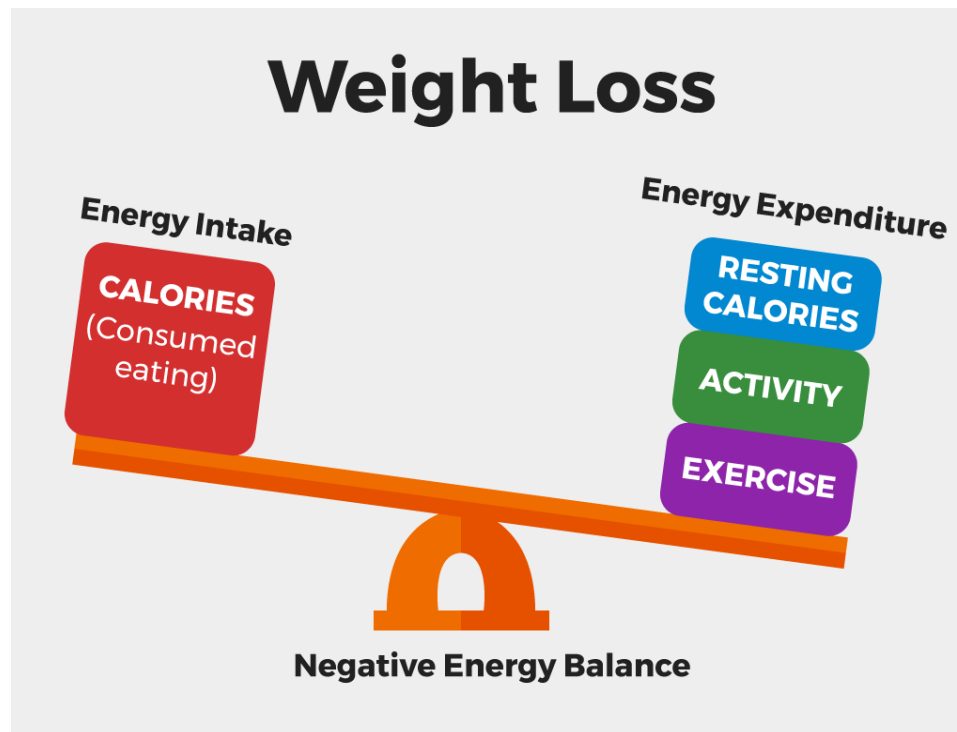 Weight Loss
Energy Intake
CALORIES
(Consumed
eating)
Energy Expenditure
RESTING
CALORIES
ACTIVITY
EXERCISE
Negative Energy Balance